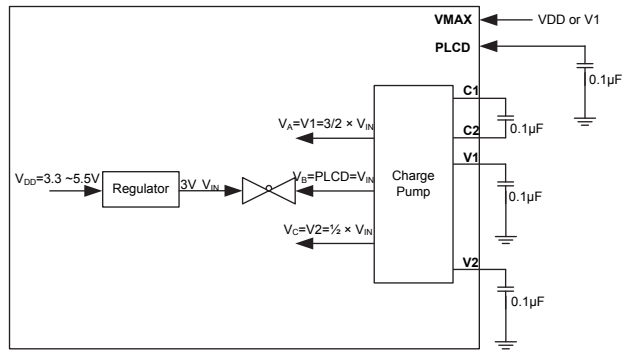 VMAX
VDD or V1
PLCD
0.1μF
C1
VA=V1=3/2 × VIN
C2
0.1μF
V1
VDD=3.3 ~5.5V
Regulator
3V VIN
VB=PLCD=VIN
Charge
Pump
0.1μF
VC=V2=½ × VIN
V2
0.1μF